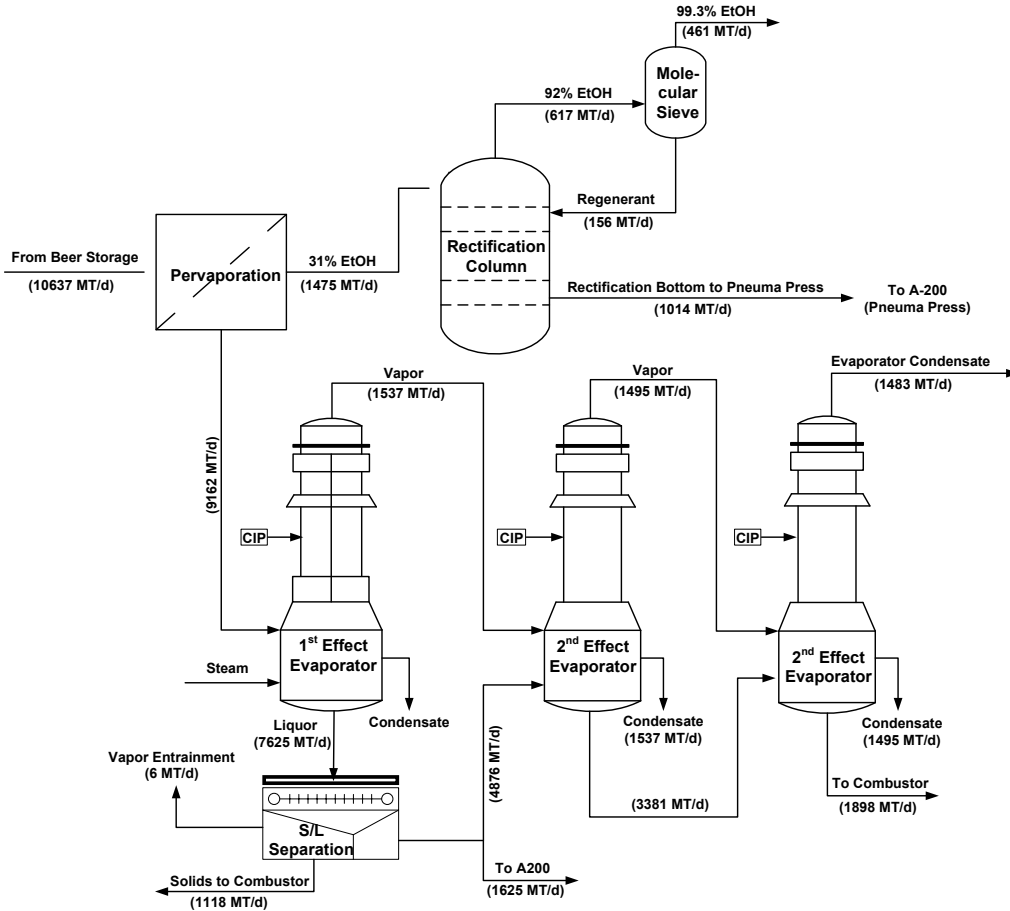 99.3% EtOH
(461 MT/d)
Mole-
cular
Sieve
92% EtOH
(617 MT/d)
Regenerant
(156 MT/d)
Rectification
Column
From Beer Storage
(10637 MT/d)
Pervaporation
31% EtOH
(1475 MT/d)
Rectification Bottom to Pneuma Press
(1014 MT/d)
To A-200
(Pneuma Press)
Vapor
(1537 MT/d)
Vapor
(1495 MT/d)
Evaporator Condensate
(1483 MT/d)
(9162 MT/d)
CIP
CIP
CIP
1st Effect
Evaporator
2nd Effect
Evaporator
2nd Effect
Evaporator
Steam
Condensate
Condensate
(1537 MT/d)
Condensate
(1495 MT/d)
Liquor
(7625 MT/d)
(4876 MT/d)
Vapor Entrainment
(6 MT/d)
To Combustor
(1898 MT/d)
(3381 MT/d)
S/L
Separation
To A200
(1625 MT/d)
Solids to Combustor
(1118 MT/d)